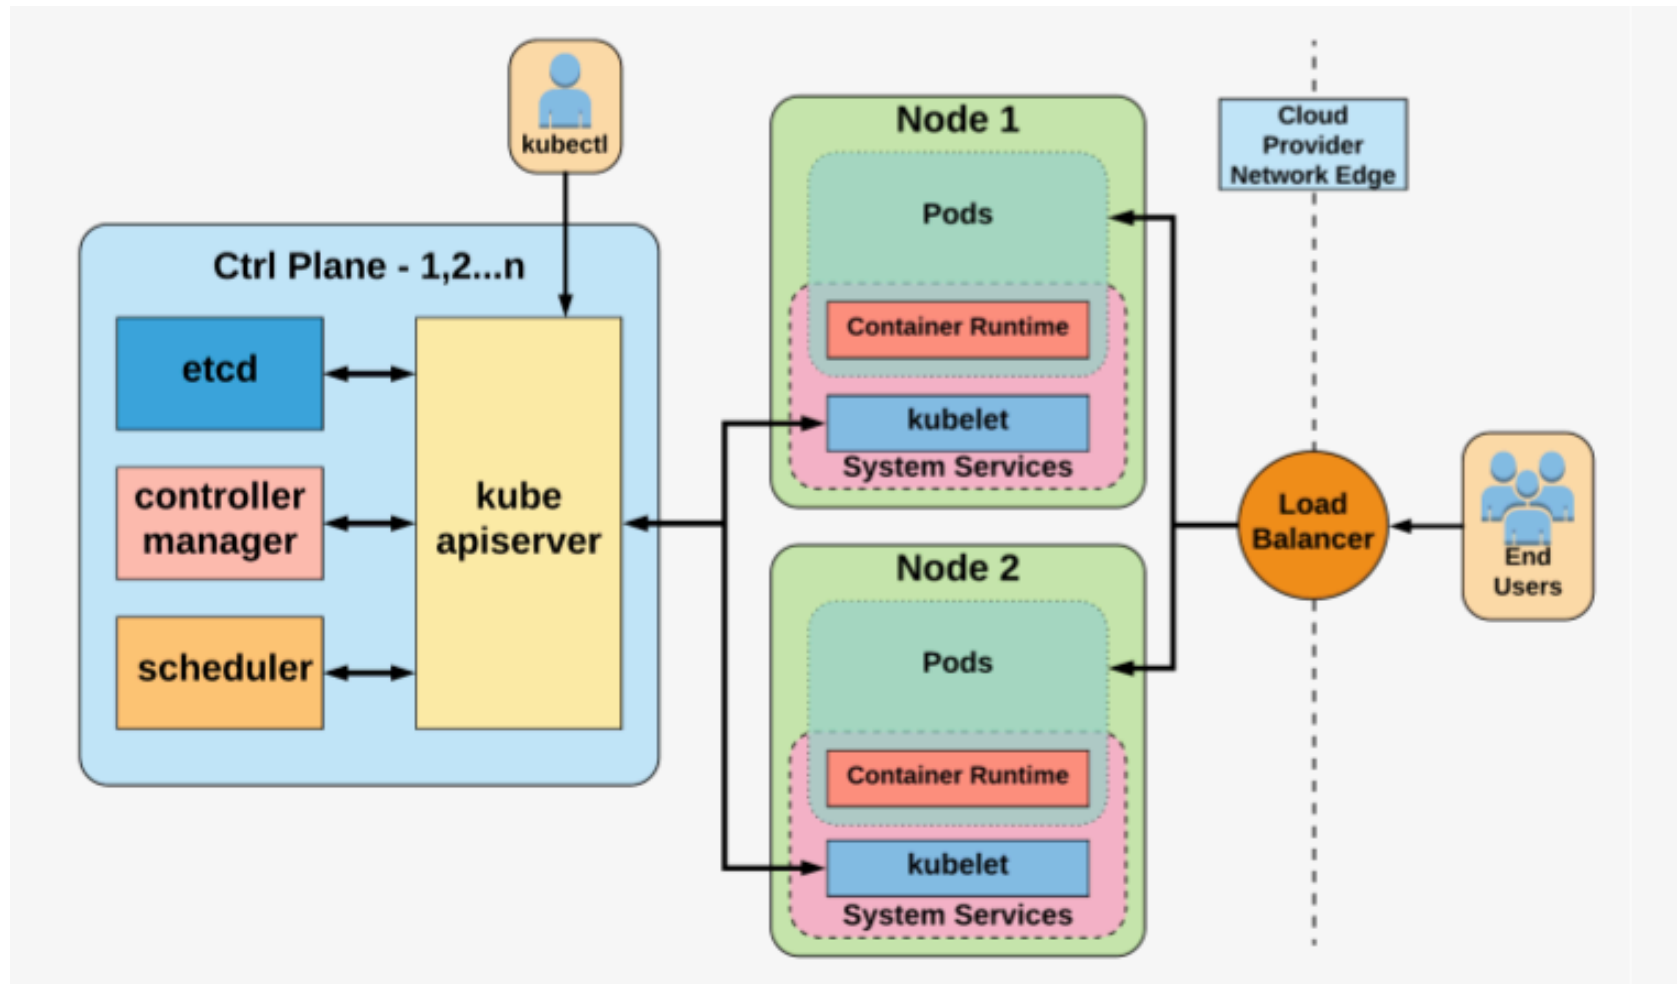 kubectl
Ctrl Plane - 1,2...n
etcd
controller
manager
scheduler
kube
apiserver
Node 1
Pods
Container Runtime
kubelet
System Services
Node 2
Pods
Container Runtime
kubelet
System Services
Cloud
Provider
Network Edge
Load
Balancer
End
Users